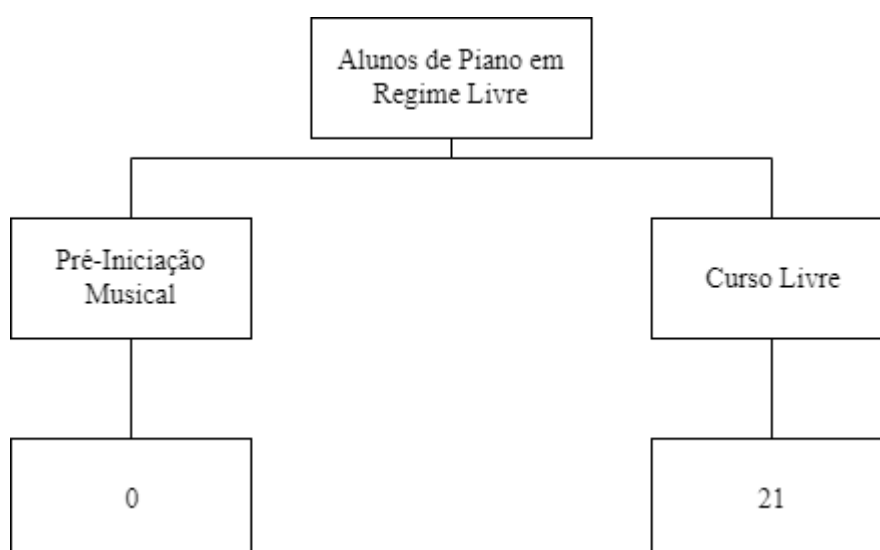 Alunos de Piano em
Regime Livre
Pré-Iniciação
Musical
Curso Livre
0
21